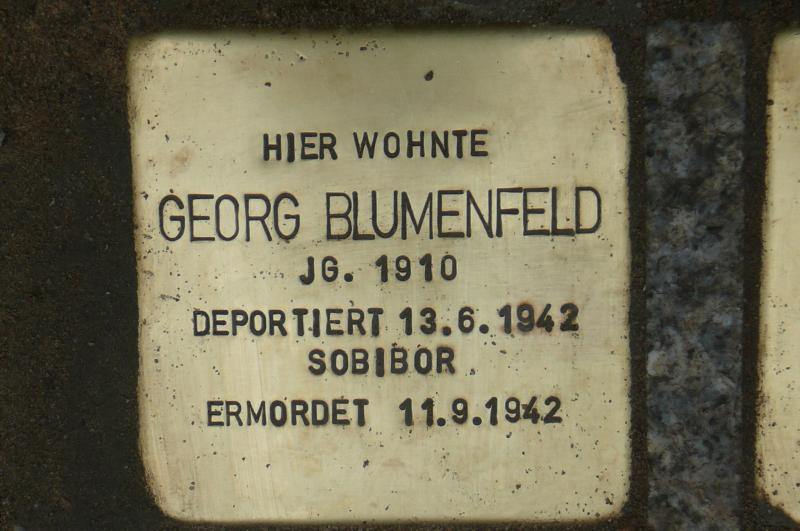 HIER WOHNTE
GEORG BLUMENFELD
JG. 1910
DEPORTIERT 13.6.1942
SOBIBOR
ERMORDET 11.9.1942